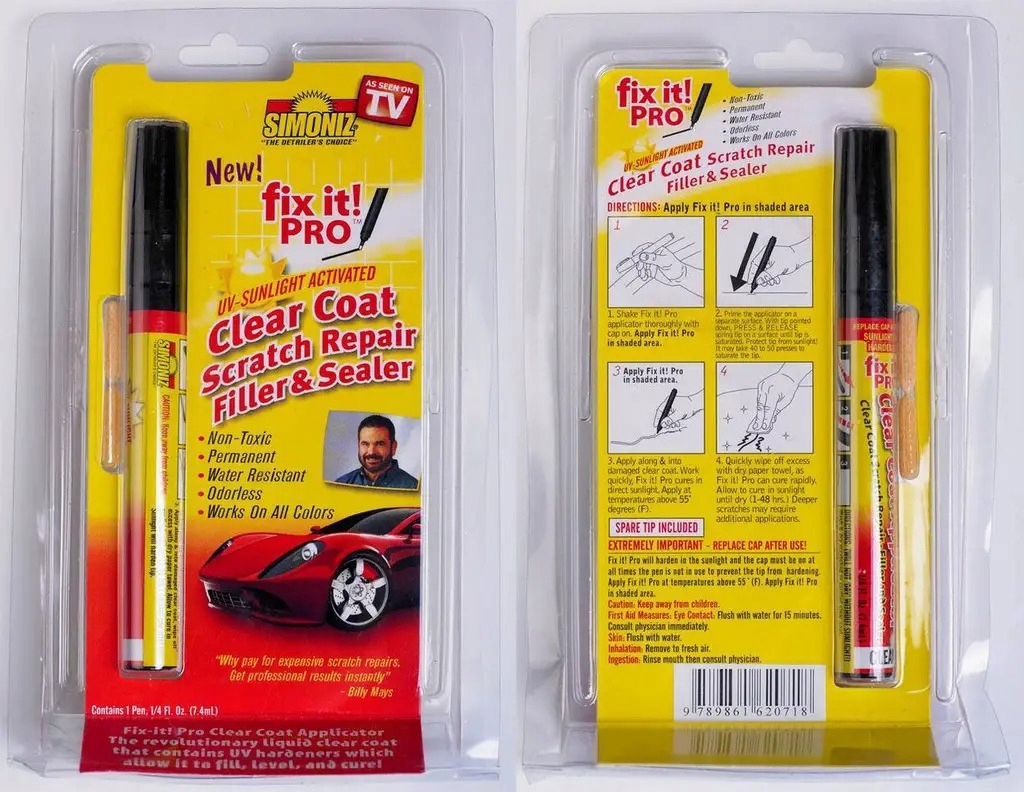 AS SEEN ON
TV
SIMONIZ
"THE DETAILER'S CHOICE"
New!
fix it!
PRO™
UV-SUNLIGHT ACTIVATED
Clear Coat
Scratch Repair
Filler & Sealer
• Non-Toxic
• Permanent
• Water Resistant
• Odorless
• Works On All Colors
SIMONIZ
CAUTION: Keep away from children.
"Why pay for expensive scratch repairs.
Get professional results instantly"
- Billy Mays
Contains 1 Pen, 1/4 Fl. Oz. (7.4mL)
Fix-it! Pro Clear Coat Applicator
The revolutionary liquid clear coat
that contains UV hardeners which
allow it to fill, level, and cure!
fix it!
PRO™
• Non-Toxic
• Permanent
• Water Resistant
• Odorless
• Works On All Colors
UV-SUNLIGHT ACTIVATED
Clear Coat Scratch Repair
Filler & Sealer
DIRECTIONS: Apply Fix it! Pro in shaded area
1
2
1. Shake Fix it! Pro
applicator thoroughly with
cap on. Apply Fix it! Pro
in shaded area.
2. Prime the applicator on a
separate surface. With tip pointed
down, PRESS & RELEASE
spring tip on a surface until tip is
saturated. Protect tip from sunlight!
It may take 40 to 50 presses to
saturate the tip.
3 Apply Fix it! Pro
in shaded area.
4
3. Apply along & into
damaged clear coat. Work
quickly, Fix it! Pro cures in
direct sunlight. Apply at
temperatures above 55°
degrees (F).
4. Quickly wipe off excess
with dry paper towel, as
Fix it! Pro can cure rapidly.
Allow to cure in sunlight
until dry (1-48 hrs.) Deeper
scratches may require
additional applications.
SPARE TIP INCLUDED
EXTREMELY IMPORTANT - REPLACE CAP AFTER USE!
Fix it! Pro will harden in the sunlight and the cap must be on at
all times the pen is not in use to prevent the tip from hardening.
Apply Fix it! Pro at temperatures above 55° (F). Apply Fix it! Pro
in shaded area.
Caution: Keep away from children.
First Aid Measures: Eye Contact: Flush with water for 15 minutes.
Consult physician immediately.
Skin: Flush with water.
Inhalation: Remove to fresh air.
Ingestion: Rinse mouth then consult physician.
9 789861 620718
REPLACE CAP
SUNLIGHT
fix it!
PRO
Clear Coat